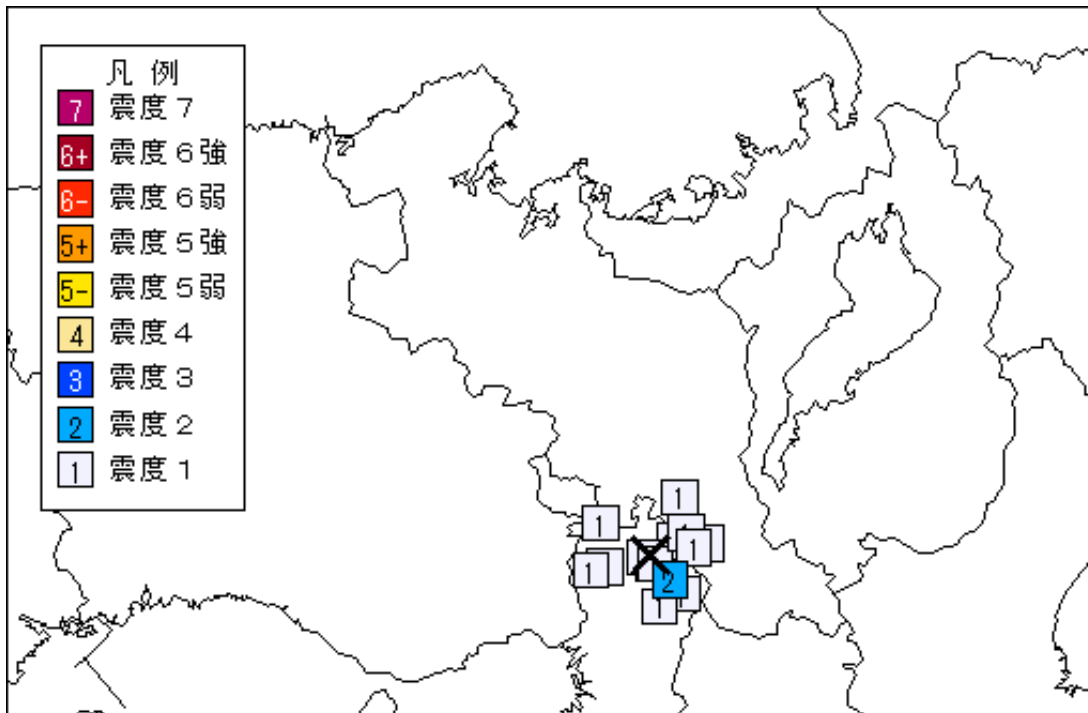 凡 例
7 震度７
6+ 震度６強
6- 震度６弱
5+ 震度５強
5- 震度５弱
4 震度４
3 震度３
2 震度２
1 震度１
1
1
1
1
1
2
1
1